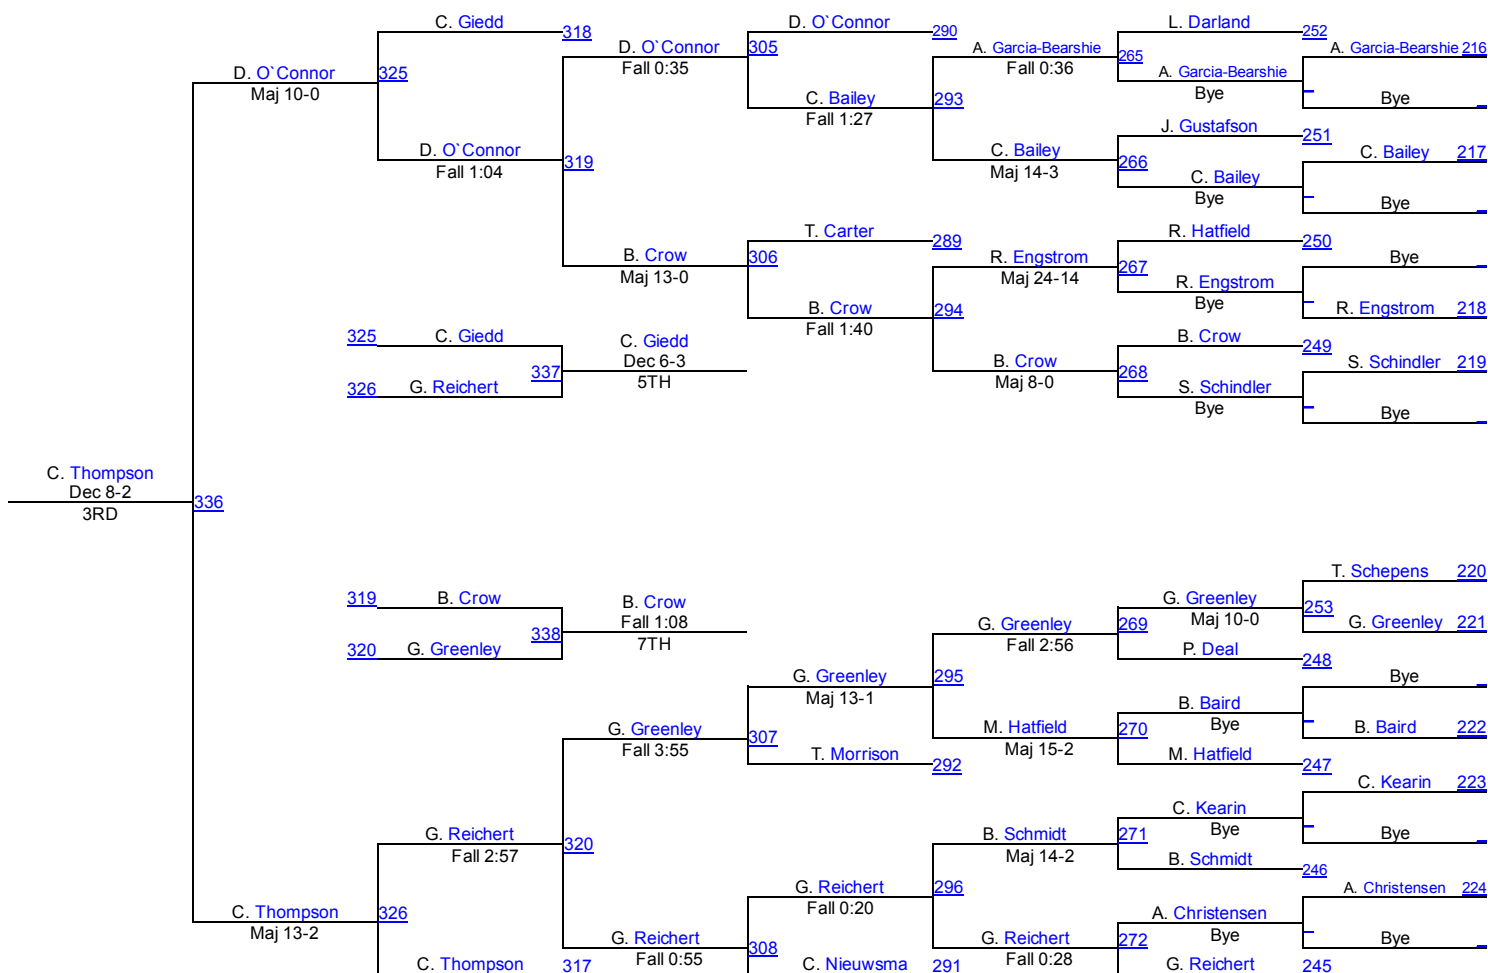 C. Giedd
318
D. O`Connor
290
L. Darland
252
D. O`Connor
305
A. Garcia-Bearshie
265
A. Garcia-Bearshie 216
Fall 0:35
Fall 0:36
D. O`Connor
325
A. Garcia-Bearshie
Maj 10-0
Bye
Bye
C. Bailey
293
Fall 1:27
J. Gustafson
251
D. O`Connor
319
C. Bailey
266
C. Bailey 217
Fall 1:04
Maj 14-3
C. Bailey
Bye
Bye
T. Carter
289
R. Hatfield
250
B. Crow
306
R. Engstrom
267
Bye
Maj 13-0
Maj 24-14
R. Engstrom
Bye
B. Crow
294
R. Engstrom 218
Fall 1:40
325
C. Giedd
C. Giedd
B. Crow
249
Dec 6-3
B. Crow
268
S. Schindler 219
337
5TH
Maj 8-0
326
G. Reichert
S. Schindler
Bye
Bye
C. Thompson
Dec 8-2
336
3RD
T. Schepens 220
319
B. Crow
B. Crow
G. Greenley
253
Fall 1:08
Maj 10-0
338
7TH
G. Greenley
269
G. Greenley 221
320
G. Greenley
Fall 2:56
P. Deal
248
G. Greenley
295
Bye
Maj 13-1
B. Baird
Bye
G. Greenley
307
M. Hatfield
270
B. Baird 222
Fall 3:55
Maj 15-2
T. Morrison
292
M. Hatfield
247
C. Kearin 223
C. Kearin
Bye
G. Reichert
320
B. Schmidt
271
Bye
Fall 2:57
Maj 14-2
B. Schmidt
246
G. Reichert
296
A. Christensen 224
Fall 0:20
C. Thompson
326
A. Christensen
Maj 13-2
Bye
G. Reichert
308
G. Reichert
272
Bye
Fall 0:55
Fall 0:28
C. Thompson 317
C. Nieuwsma 291
G. Reichert 245